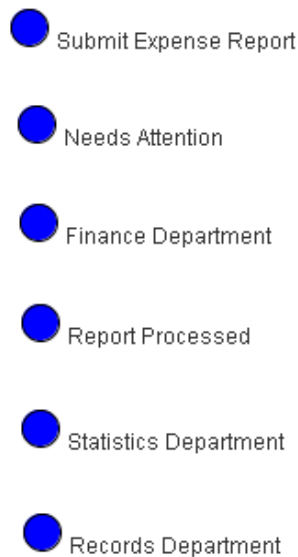 Submit Expense Report
Needs Attention
Finance Department
Report Processed
Statistics Department
Records Department